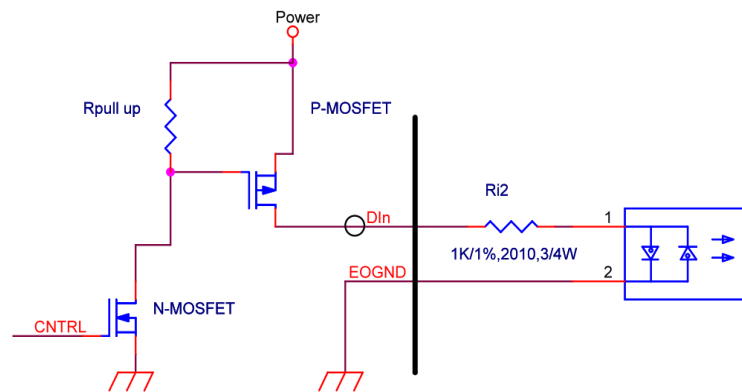 Power
Rpull up
P-MOSFET
DIn
Ri2
1
1K/1%,2010,3/4W
EOGND
2
N-MOSFET
CNTRL